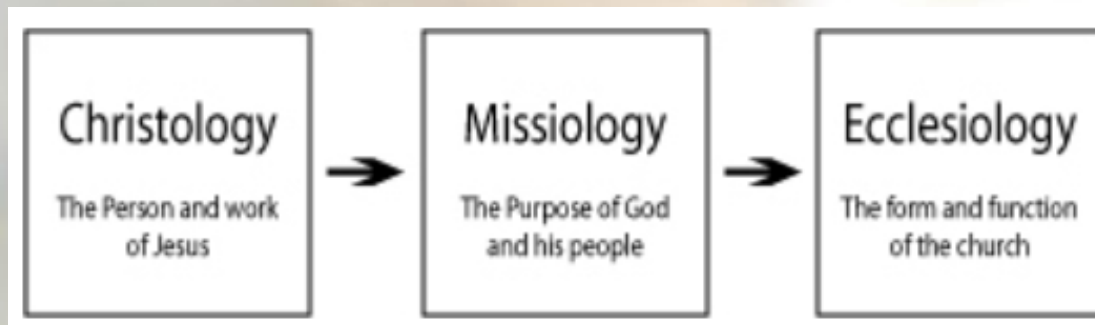 Christology
The Person and work
of Jesus
Missiology
The Purpose of God
and his people
Ecclesiology
The form and function
of the church